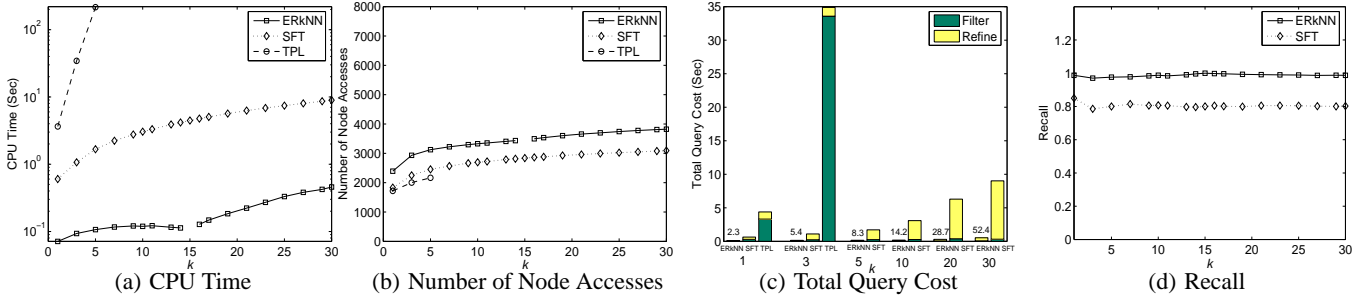 10²
10¹
10⁰
10⁻¹
CPU Time (Sec)
0 5 10 15 20 25 30
k
ERkNN
SFT
TPL
(a) CPU Time
8000
7000
6000
5000
4000
3000
2000
1000
0
Number of Node Accesses
0 5 10 15 20 25 30
k
ERkNN
SFT
TPL
(b) Number of Node Accesses
35
30
25
20
15
10
5
0
Total Query Cost (Sec)
Filter
Refine
2.3 5.4 8.3 14.2 28.7 52.4
ERkNN SFT TPL ERkNN SFT TPL ERkNN SFT ERkNN SFT ERkNN SFT ERkNN SFT
1 3 5 10 20 30
k
(c) Total Query Cost
1.4
1.2
1
0.8
0.6
0.4
0.2
0
Recall
0 5 10 15 20 25 30
k
ERkNN
SFT
(d) Recall